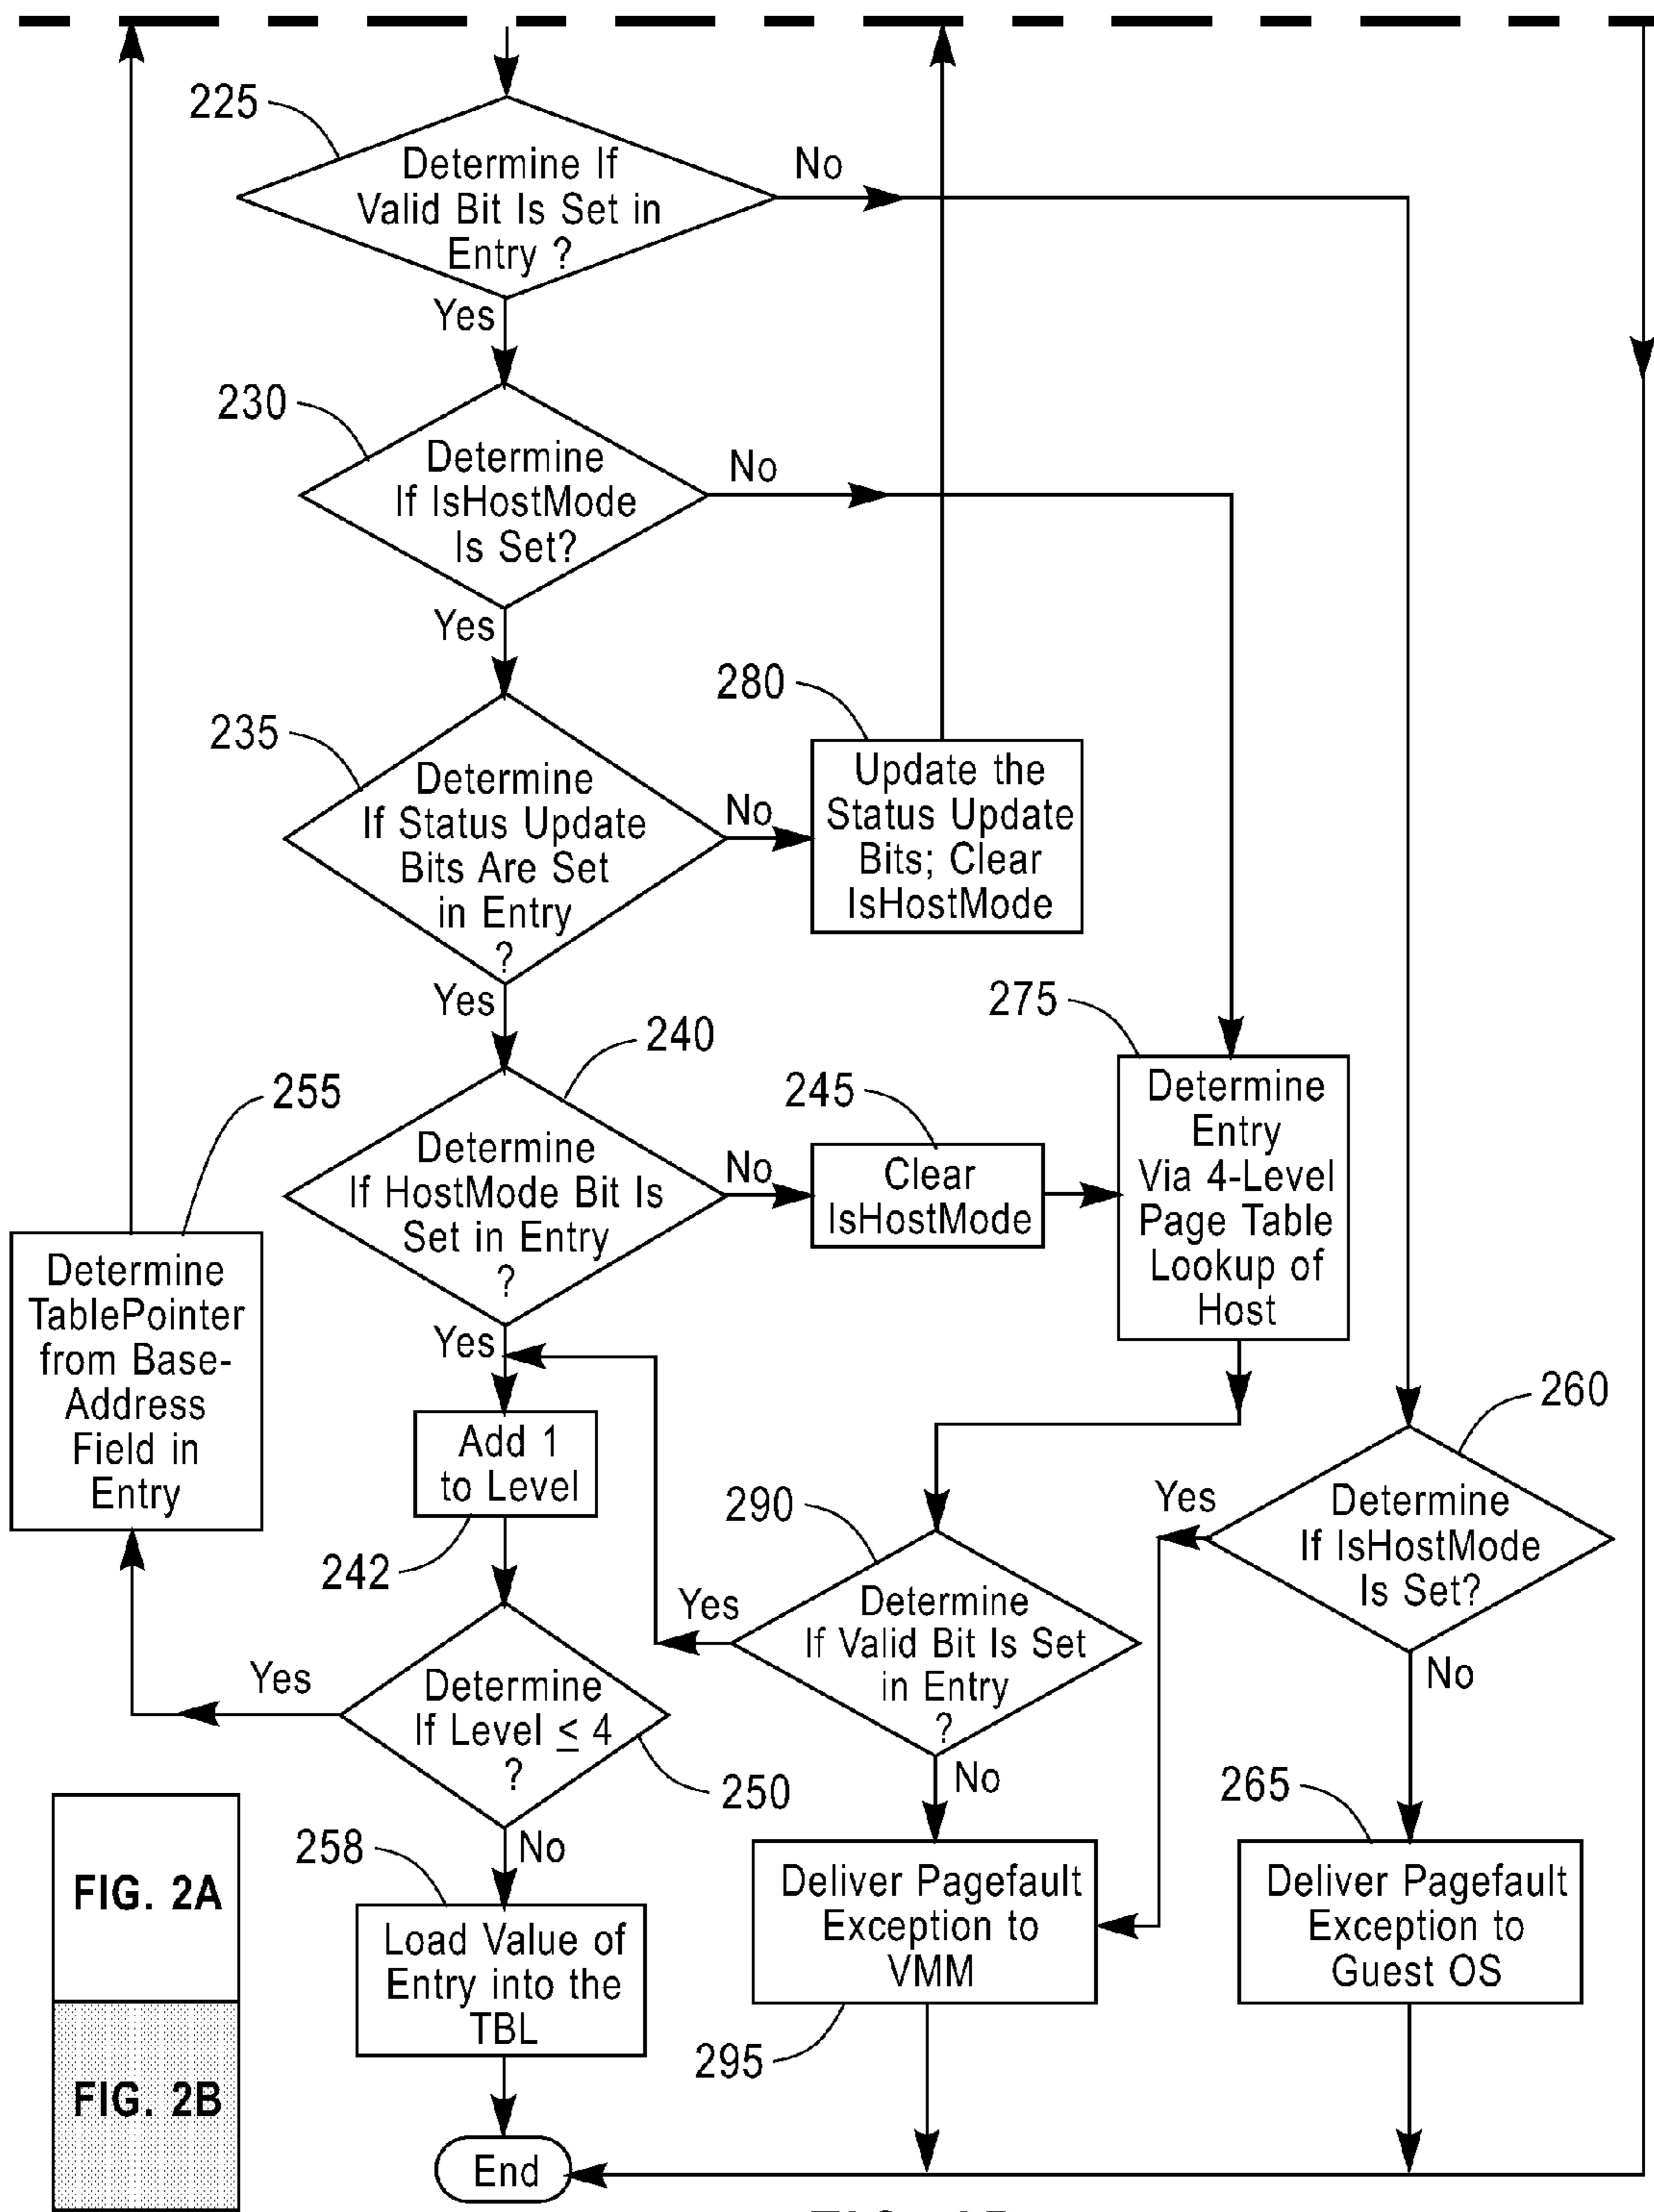 225
Determine If
Valid Bit Is Set in
Entry ?
No
Yes
230
Determine
If IsHostMode
Is Set?
No
Yes
235
Determine
If Status Update
Bits Are Set
in Entry
?
No
Yes
280
Update the
Status Update
Bits; Clear
IsHostMode
240
Determine
If HostMode Bit Is
Set in Entry
?
No
Yes
245
Clear
IsHostMode
275
Determine
Entry
Via 4-Level
Page Table
Lookup of
Host
255
Determine
TablePointer
from Base-
Address
Field in
Entry
Add 1
to Level
242
290
Determine
If Valid Bit Is Set
in Entry
?
Yes
No
260
Determine
If IsHostMode
Is Set?
Yes
No
Determine
If Level ≤ 4
?
Yes
250
No
258
Load Value of
Entry into the
TBL
Deliver Pagefault
Exception to
VMM
295
265
Deliver Pagefault
Exception to
Guest OS
FIG. 2A
FIG. 2B
End